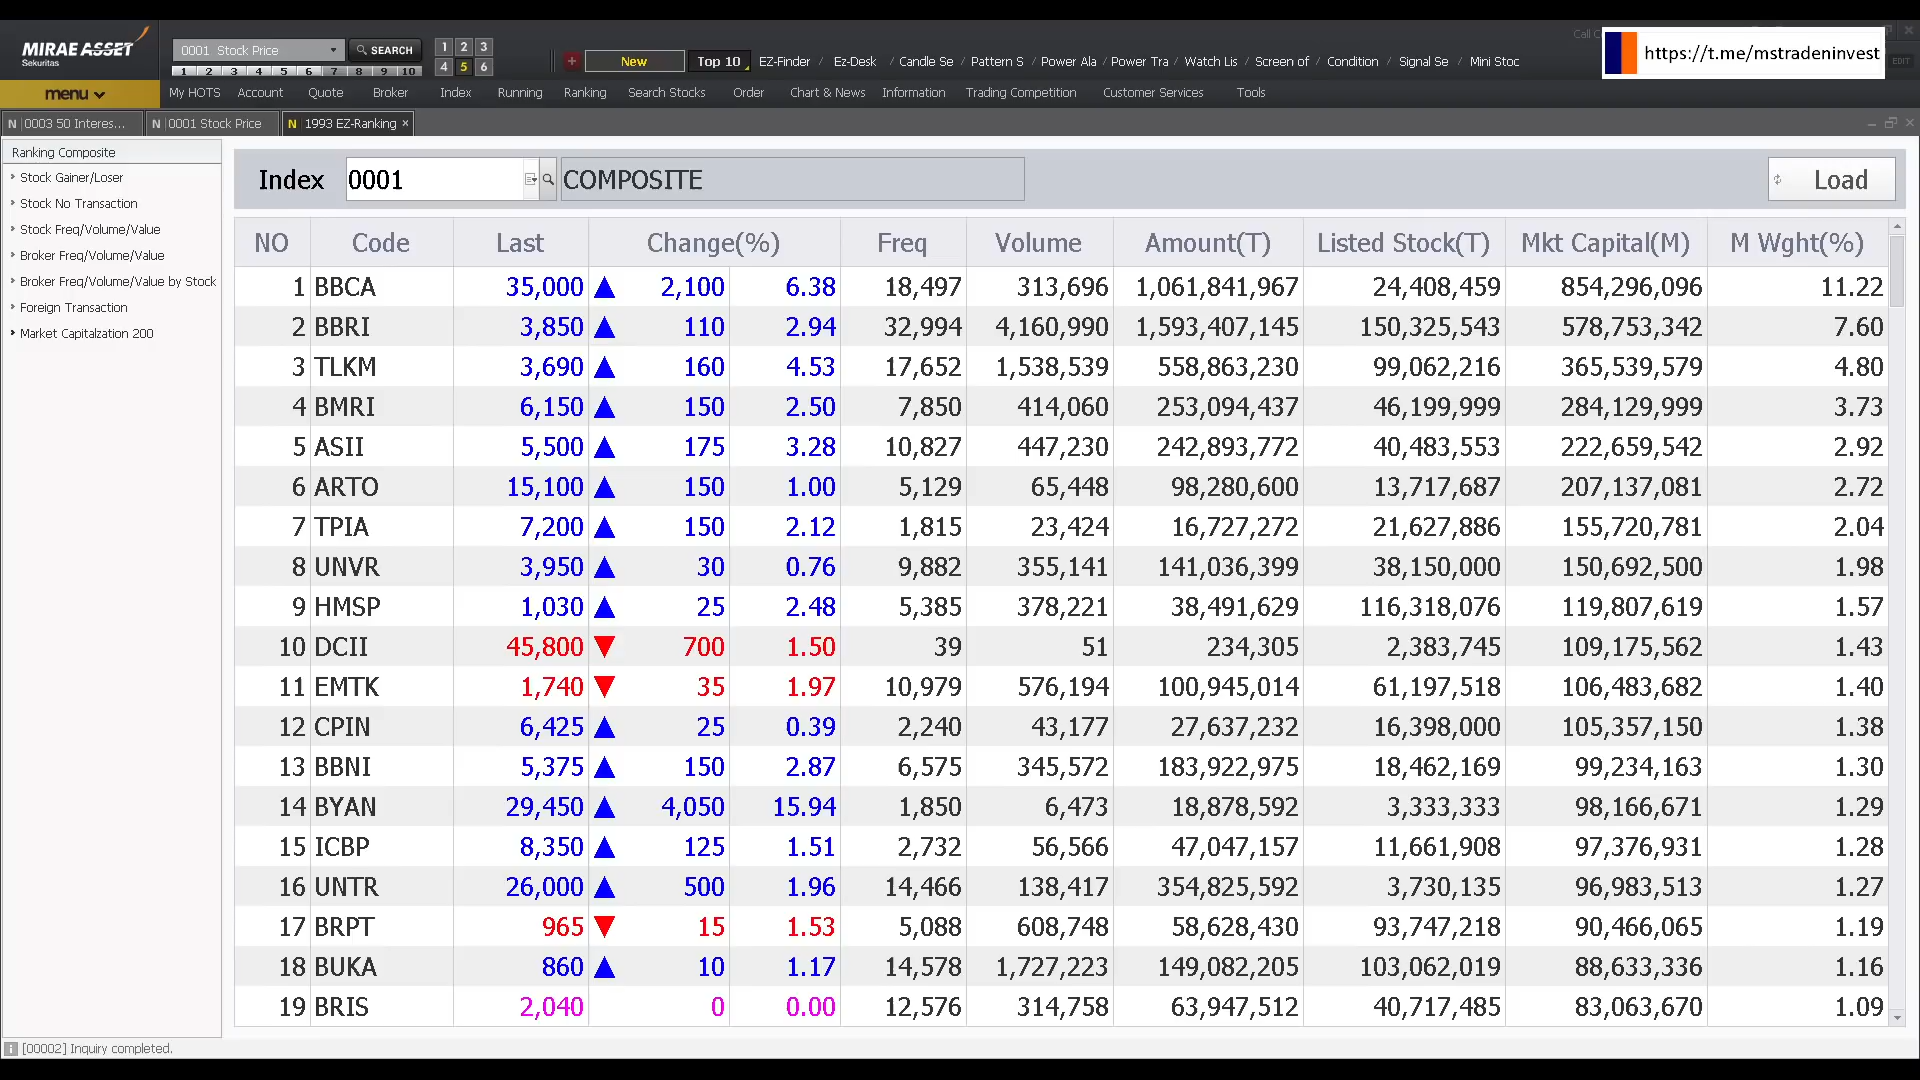 MIRAE ASSET
Sekuritas
0001 Stock Price
SEARCH
1 2 3
4 5 6
1 2 3 4 5 6 7 8 9 10
New
Top 10
EZ-Finder / Ez-Desk / Candle Se / Pattern S / Power Ala / Power Tra / Watch Lis / Screen of / Condition / Signal Se / Mini Stoc
https://t.me/mstradeninvest
EDIT
menu
My HOTS Account Quote Broker Index Running Ranking Search Stocks Order Chart & News Information Trading Competition Customer Services Tools
N 0003 50 Interes... N 0001 Stock Price N 1993 EZ-Ranking ×
Ranking Composite
Stock Gainer/Loser
Stock No Transaction
Stock Freq/Volume/Value
Broker Freq/Volume/Value
Broker Freq/Volume/Value by Stock
Foreign Transaction
Market Capitalzation 200
Index 0001 COMPOSITE Load
NO Code Last Change(%) Freq Volume Amount(T) Listed Stock(T) Mkt Capital(M) M Wght(%)
1 BBCA 35,000 ▲ 2,100 6.38 18,497 313,696 1,061,841,967 24,408,459 854,296,096 11.22
2 BBRI 3,850 ▲ 110 2.94 32,994 4,160,990 1,593,407,145 150,325,543 578,753,342 7.60
3 TLKM 3,690 ▲ 160 4.53 17,652 1,538,539 558,863,230 99,062,216 365,539,579 4.80
4 BMRI 6,150 ▲ 150 2.50 7,850 414,060 253,094,437 46,199,999 284,129,999 3.73
5 ASII 5,500 ▲ 175 3.28 10,827 447,230 242,893,772 40,483,553 222,659,542 2.92
6 ARTO 15,100 ▲ 150 1.00 5,129 65,448 98,280,600 13,717,687 207,137,081 2.72
7 TPIA 7,200 ▲ 150 2.12 1,815 23,424 16,727,272 21,627,886 155,720,781 2.04
8 UNVR 3,950 ▲ 30 0.76 9,882 355,141 141,036,399 38,150,000 150,692,500 1.98
9 HMSP 1,030 ▲ 25 2.48 5,385 378,221 38,491,629 116,318,076 119,807,619 1.57
10 DCII 45,800 ▼ 700 1.50 39 51 234,305 2,383,745 109,175,562 1.43
11 EMTK 1,740 ▼ 35 1.97 10,979 576,194 100,945,014 61,197,518 106,483,682 1.40
12 CPIN 6,425 ▲ 25 0.39 2,240 43,177 27,637,232 16,398,000 105,357,150 1.38
13 BBNI 5,375 ▲ 150 2.87 6,575 345,572 183,922,975 18,462,169 99,234,163 1.30
14 BYAN 29,450 ▲ 4,050 15.94 1,850 6,473 18,878,592 3,333,333 98,166,671 1.29
15 ICBP 8,350 ▲ 125 1.51 2,732 56,566 47,047,157 11,661,908 97,376,931 1.28
16 UNTR 26,000 ▲ 500 1.96 14,466 138,417 354,825,592 3,730,135 96,983,513 1.27
17 BRPT 965 ▼ 15 1.53 5,088 608,748 58,628,430 93,747,218 90,466,065 1.19
18 BUKA 860 ▲ 10 1.17 14,578 1,727,223 149,082,205 103,062,019 88,633,336 1.16
19 BRIS 2,040 0 0.00 12,576 314,758 63,947,512 40,717,485 83,063,670 1.09
[00002] Inquiry completed.